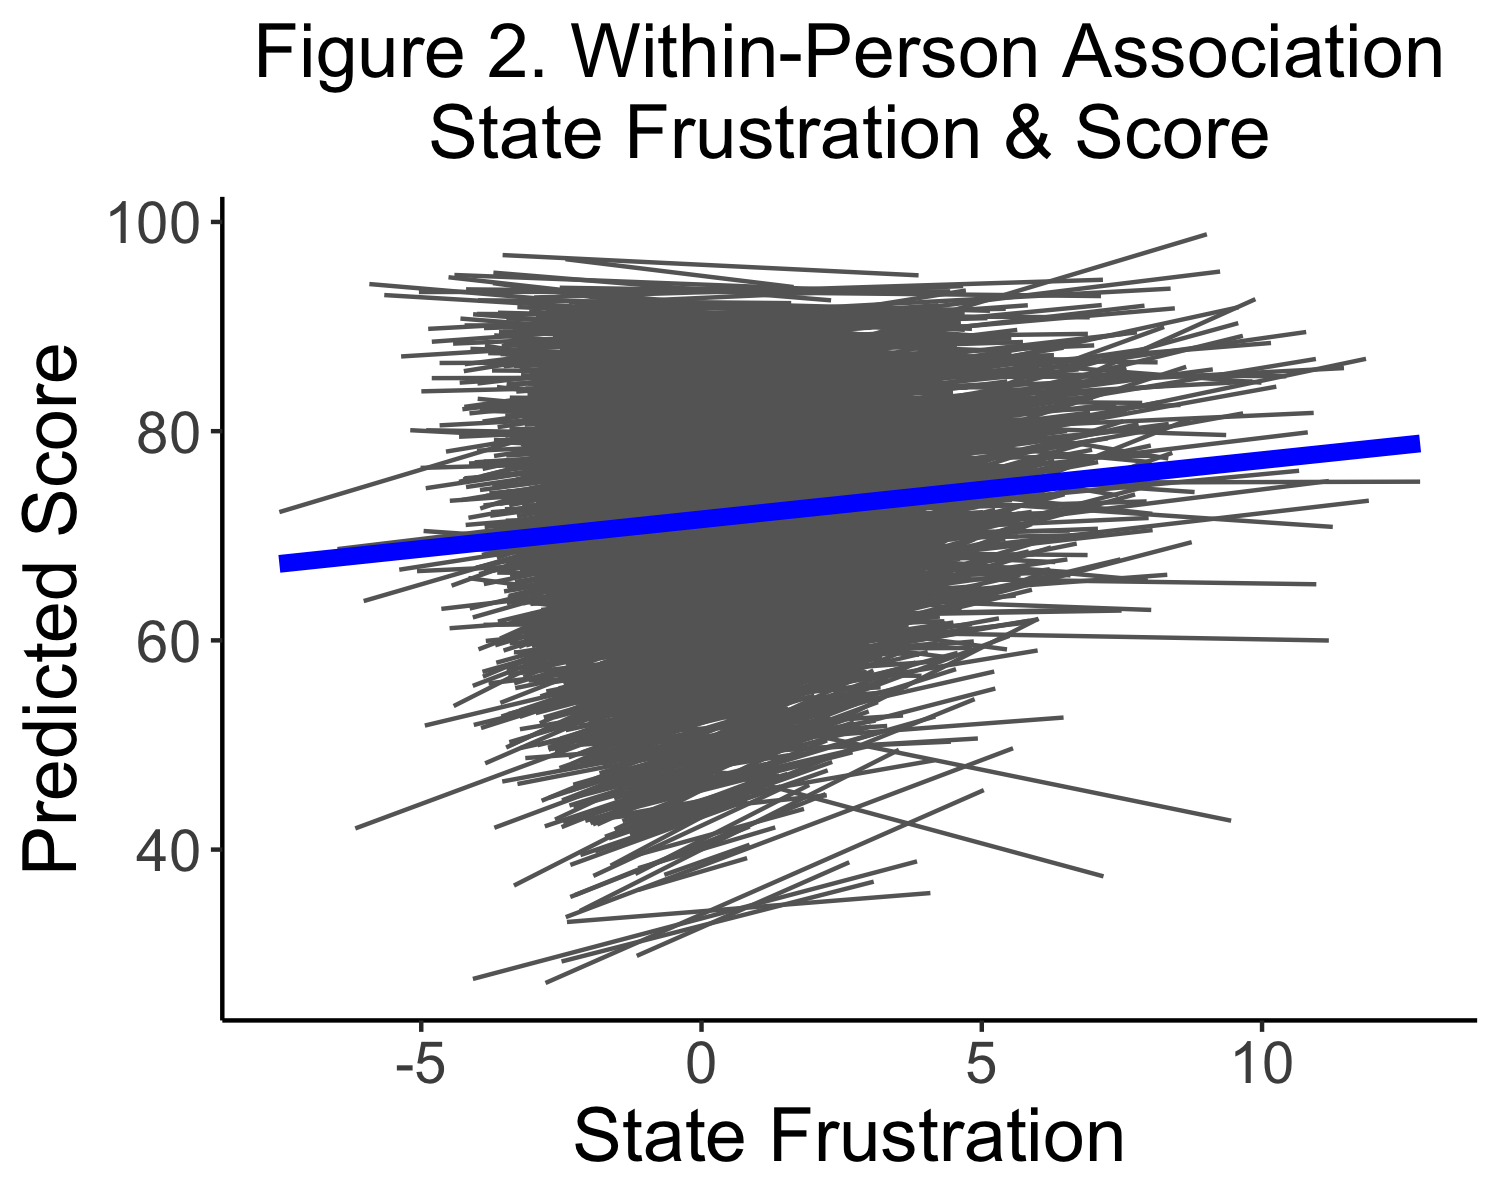 Figure 2. Within-Person Association
State Frustration & Score
100
80
60
40
Predicted Score
-5
0
5
10
State Frustration